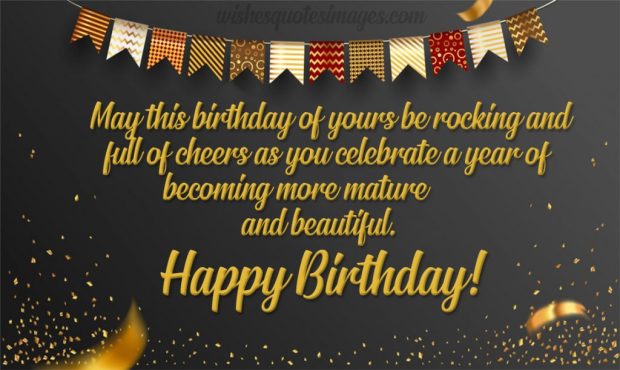 wishesquotesimages.com
May this birthday of yours be rocking and
full of cheers as you celebrate a year of
becoming more mature
and beautiful.
Happy Birthday!